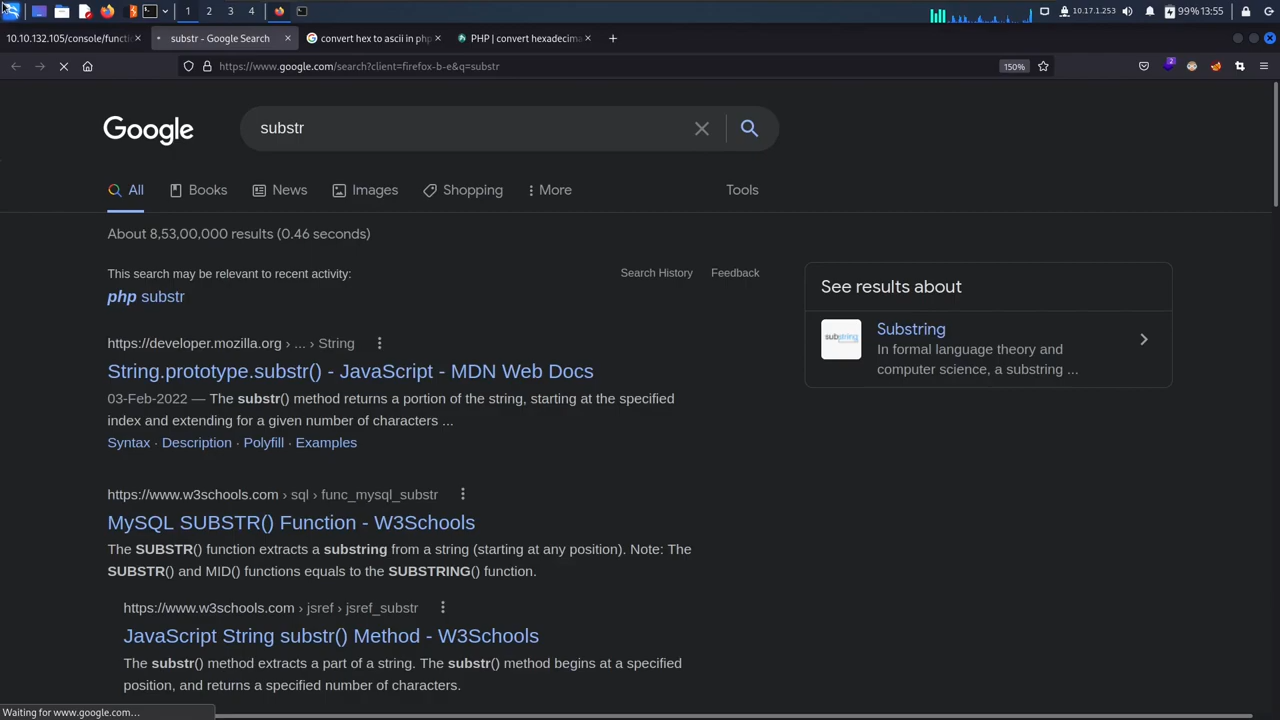 1 2 3 4 10.17.1.253 99% 13:55
10.10.132.105/console/functi substr - Google Search convert hex to ascii in php PHP | convert hexadecima
https://www.google.com/search?client=firefox-b-e&q=substr 150% 2
Google substr
All Books News Images Shopping More Tools
About 8,53,00,000 results (0.46 seconds)
This search may be relevant to recent activity: Search History Feedback
php substr
https://developer.mozilla.org › ... › String
String.prototype.substr() - JavaScript - MDN Web Docs
03-Feb-2022 — The substr() method returns a portion of the string, starting at the specified
index and extending for a given number of characters ...
Syntax · Description · Polyfill · Examples
https://www.w3schools.com › sql › func_mysql_substr
MySQL SUBSTR() Function - W3Schools
The SUBSTR() function extracts a substring from a string (starting at any position). Note: The
SUBSTR() and MID() functions equals to the SUBSTRING() function.
https://www.w3schools.com › jsref › jsref_substr
JavaScript String substr() Method - W3Schools
The substr() method extracts a part of a string. The substr() method begins at a specified
position, and returns a specified number of characters.
See results about
substring
Substring
In formal language theory and
computer science, a substring ...
Waiting for www.google.com…